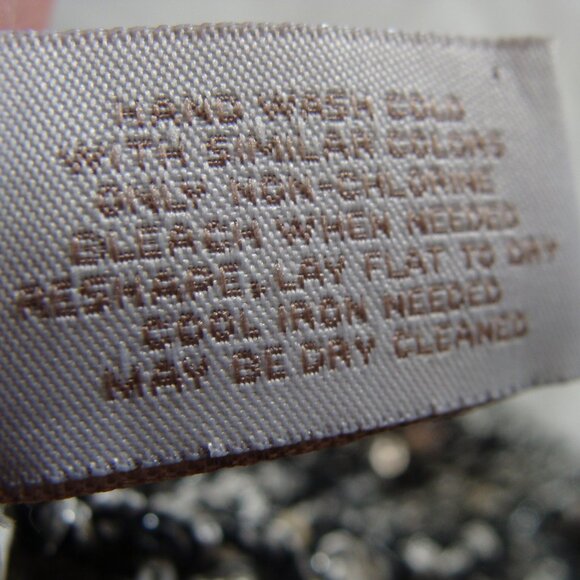 HAND WASH COLD
WITH SIMILAR COLORS
ONLY NON-CHLORINE
BLEACH WHEN NEEDED
RESHAPE, LAY FLAT TO DRY
COOL IRON NEEDED
MAY BE DRY CLEANED